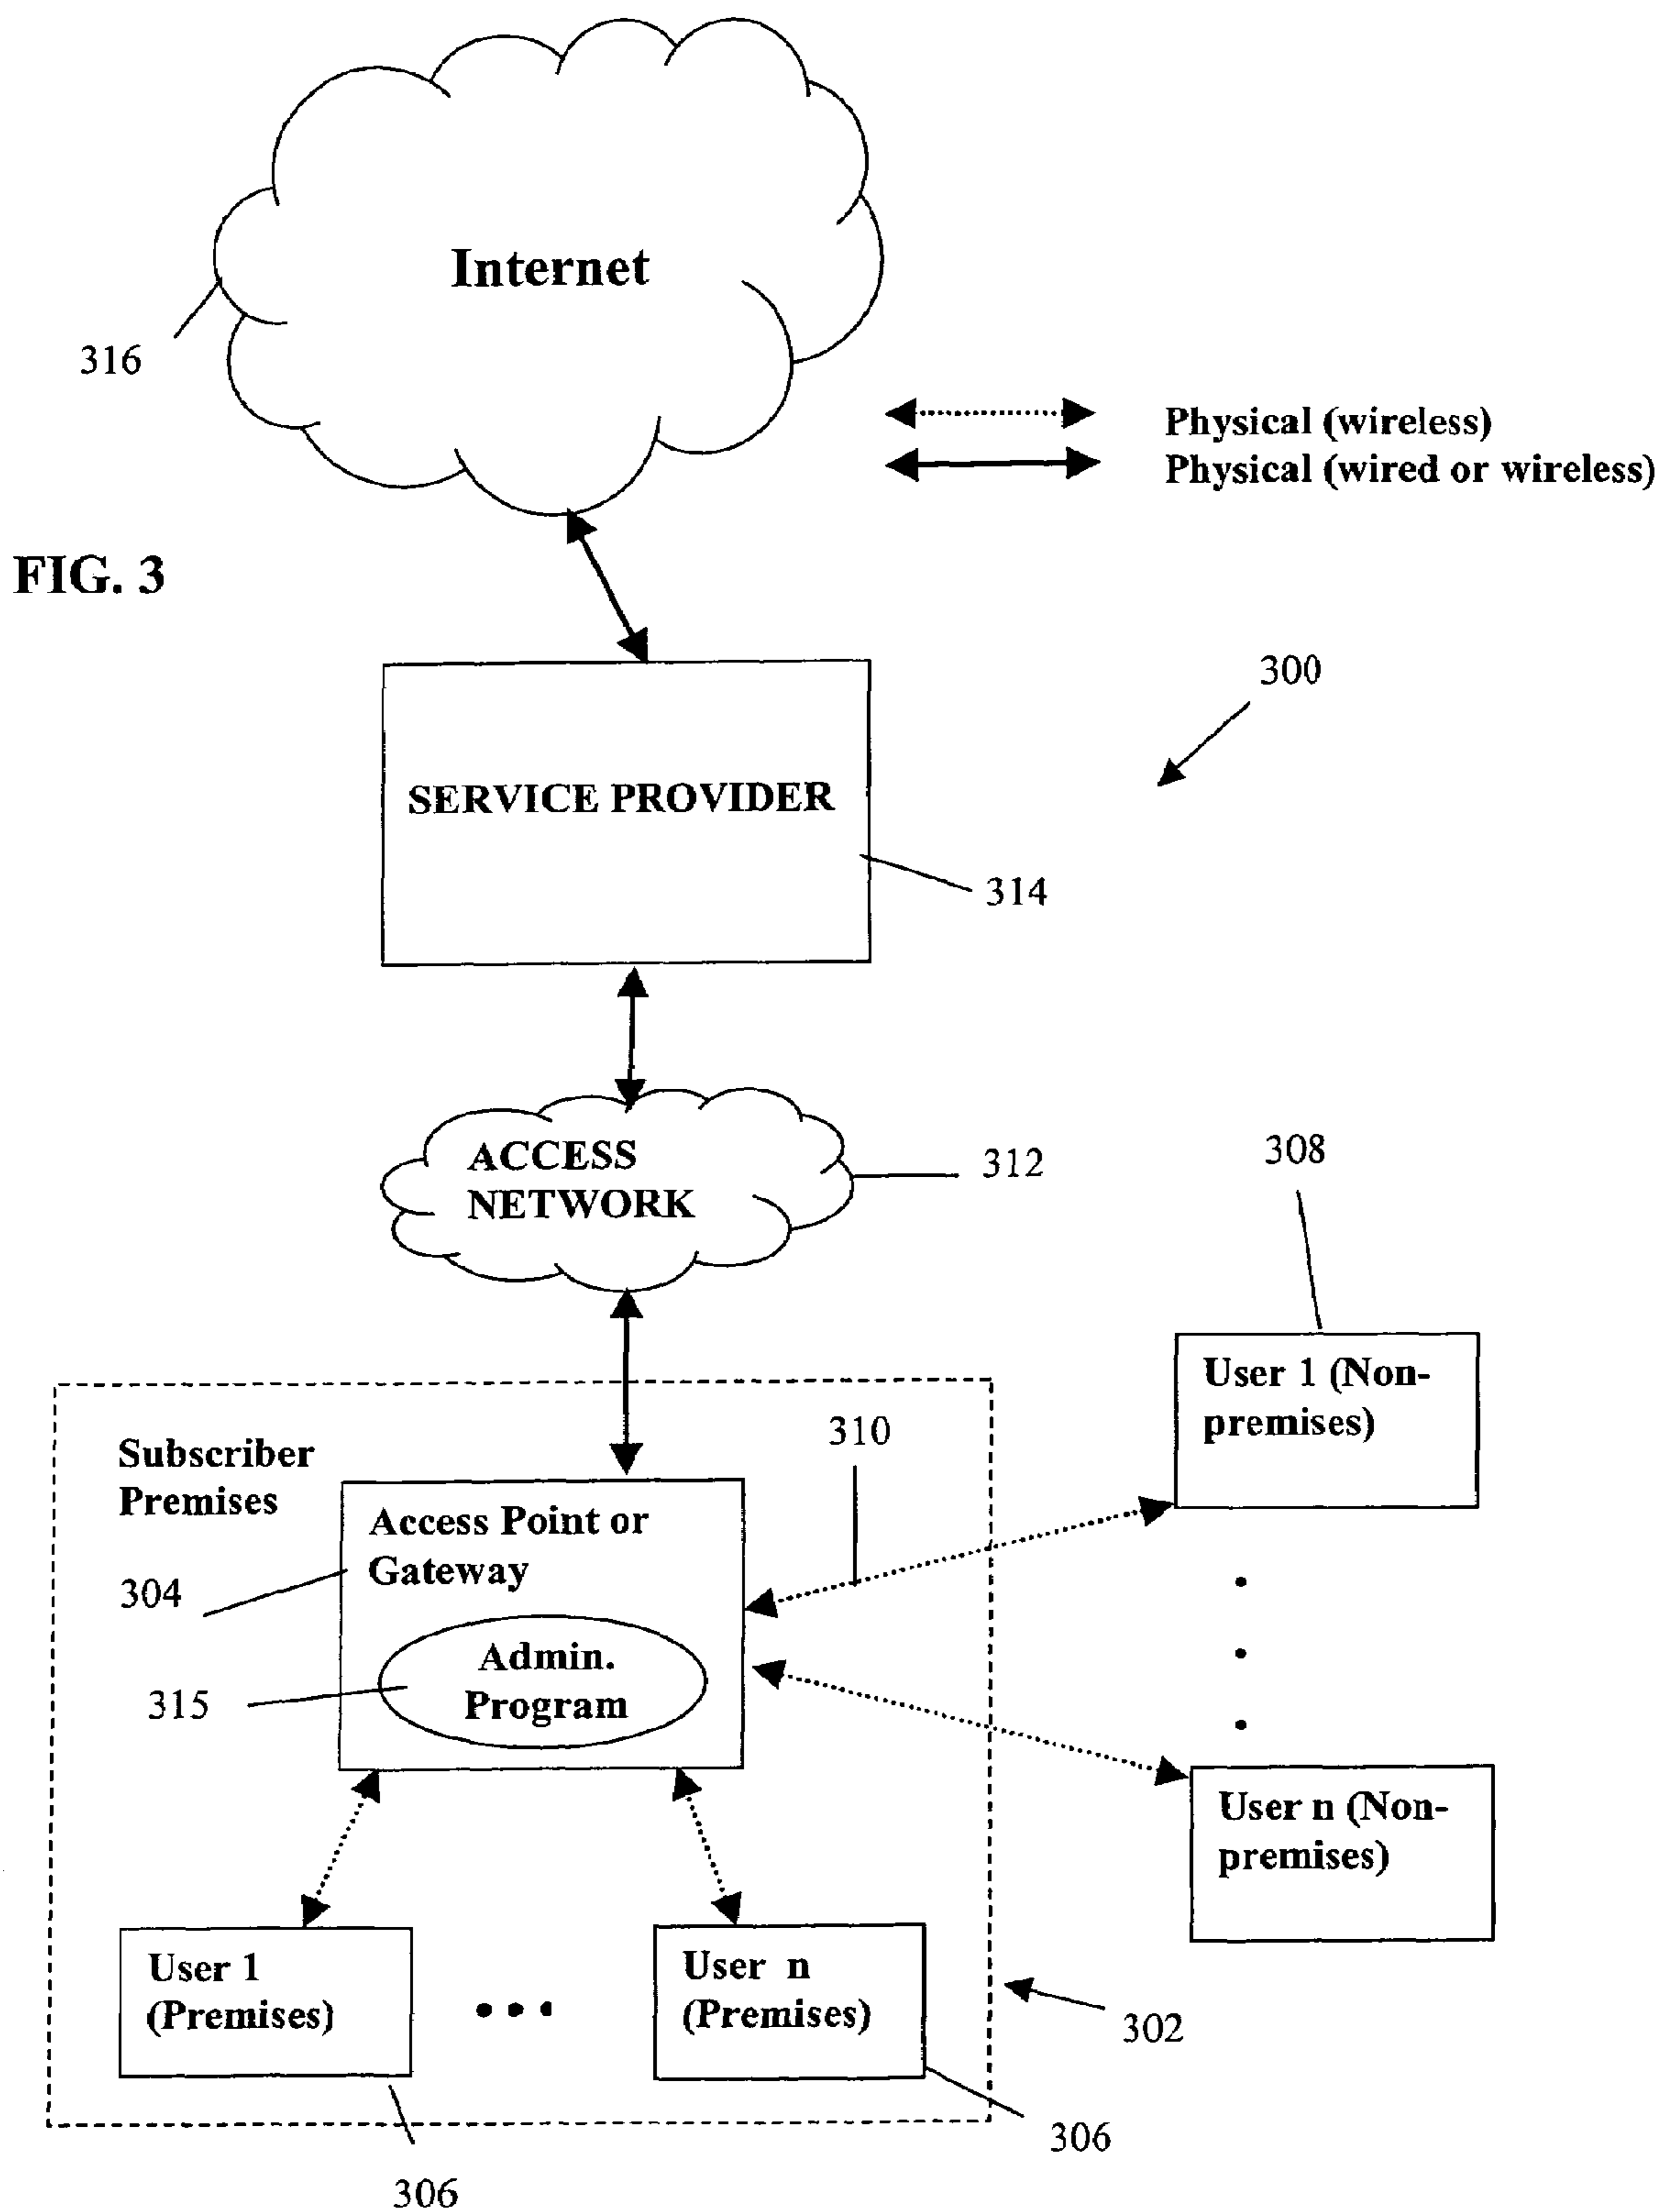 Internet
316
Physical (wireless)
Physical (wired or wireless)
FIG. 3
300
SERVICE PROVIDER
314
ACCESS
NETWORK
312
308
User 1 (Non-
premises)
310
Subscriber
Premises
Access Point or
Gateway
304
Admin.
Program
315
User n (Non-
premises)
User 1
(Premises)
User n
(Premises)
302
306
306